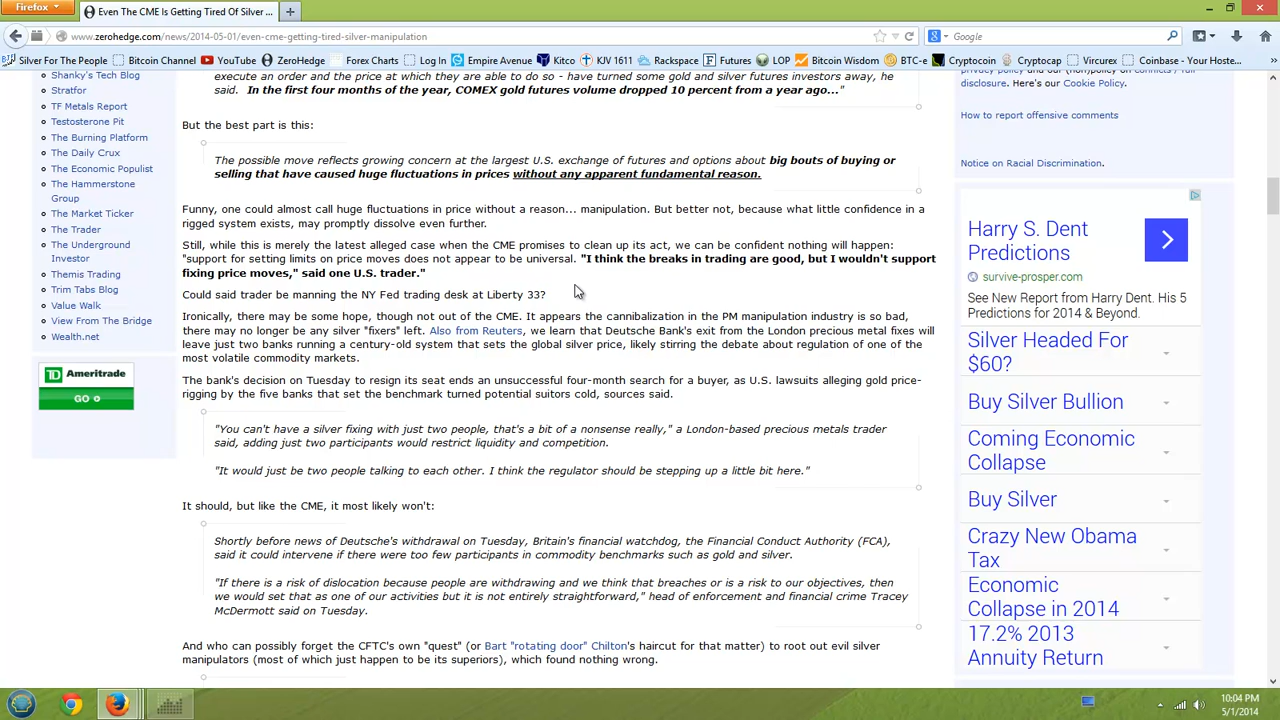 Firefox
Even The CME Is Getting Tired Of Silver ...
www.zerohedge.com/news/2014-05-01/even-cme-getting-tired-silver-manipulation
Google
Silver For The People
Bitcoin Channel
YouTube
ZeroHedge
Forex Charts
Log In
Empire Avenue
Kitco
KJV 1611
Rackspace
Futures
LOP
Bitcoin Wisdom
BTC-e
Cryptocoin
Cryptocap
Vircurex
Coinbase - Your Hoste...
Shanky's Tech Blog
Stratfor
TF Metals Report
Testosterone Pit
The Burning Platform
The Daily Crux
The Economic Populist
The Hammerstone
Group
The Market Ticker
The Trader
The Underground
Investor
Themis Trading
Trim Tabs Blog
Value Walk
View From The Bridge
Wealth.net
TD Ameritrade
GO
execute an order and the price at which they are able to do so - have turned some gold and silver futures investors away, he
said. In the first four months of the year, COMEX gold futures volume dropped 10 percent from a year ago..."
But the best part is this:
The possible move reflects growing concern at the largest U.S. exchange of futures and options about big bouts of buying or
selling that have caused huge fluctuations in prices without any apparent fundamental reason.
Funny, one could almost call huge fluctuations in price without a reason... manipulation. But better not, because what little confidence in a
rigged system exists, may promptly dissolve even further.
Still, while this is merely the latest alleged case when the CME promises to clean up its act, we can be confident nothing will happen:
"support for setting limits on price moves does not appear to be universal. "I think the breaks in trading are good, but I wouldn't support
fixing price moves," said one U.S. trader."
Could said trader be manning the NY Fed trading desk at Liberty 33?
Ironically, there may be some hope, though not out of the CME. It appears the cannibalization in the PM manipulation industry is so bad,
there may no longer be any silver "fixers" left. Also from Reuters, we learn that Deutsche Bank's exit from the London precious metal fixes will
leave just two banks running a century-old system that sets the global silver price, likely stirring the debate about regulation of one of the
most volatile commodity markets.
The bank's decision on Tuesday to resign its seat ends an unsuccessful four-month search for a buyer, as U.S. lawsuits alleging gold price-
rigging by the five banks that set the benchmark turned potential suitors cold, sources said.
"You can't have a silver fixing with just two people, that's a bit of a nonsense really," a London-based precious metals trader
said, adding just two participants would restrict liquidity and competition.
"It would just be two people talking to each other. I think the regulator should be stepping up a little bit here."
It should, but like the CME, it most likely won't:
Shortly before news of Deutsche's withdrawal on Tuesday, Britain's financial watchdog, the Financial Conduct Authority (FCA),
said it could intervene if there were too few participants in commodity benchmarks such as gold and silver.
"If there is a risk of dislocation because people are withdrawing and we think that breaches or is a risk to our objectives, then
we would set that as one of our activities but it is not entirely straightforward," head of enforcement and financial crime Tracey
McDermott said on Tuesday.
And who can possibly forget the CFTC's own "quest" (or Bart "rotating door" Chilton's haircut for that matter) to root out evil silver
manipulators (most of which just happen to be its superiors), which found nothing wrong.
disclosure. Here's our Cookie Policy.
How to report offensive comments
Notice on Racial Discrimination.
Harry S. Dent
Predictions
survive-prosper.com
See New Report from Harry Dent. His 5
Predictions for 2014 & Beyond.
Silver Headed For
$60?
Buy Silver Bullion
Coming Economic
Collapse
Buy Silver
Crazy New Obama
Tax
Economic
Collapse in 2014
17.2% 2013
Annuity Return
10:04 PM
5/1/2014